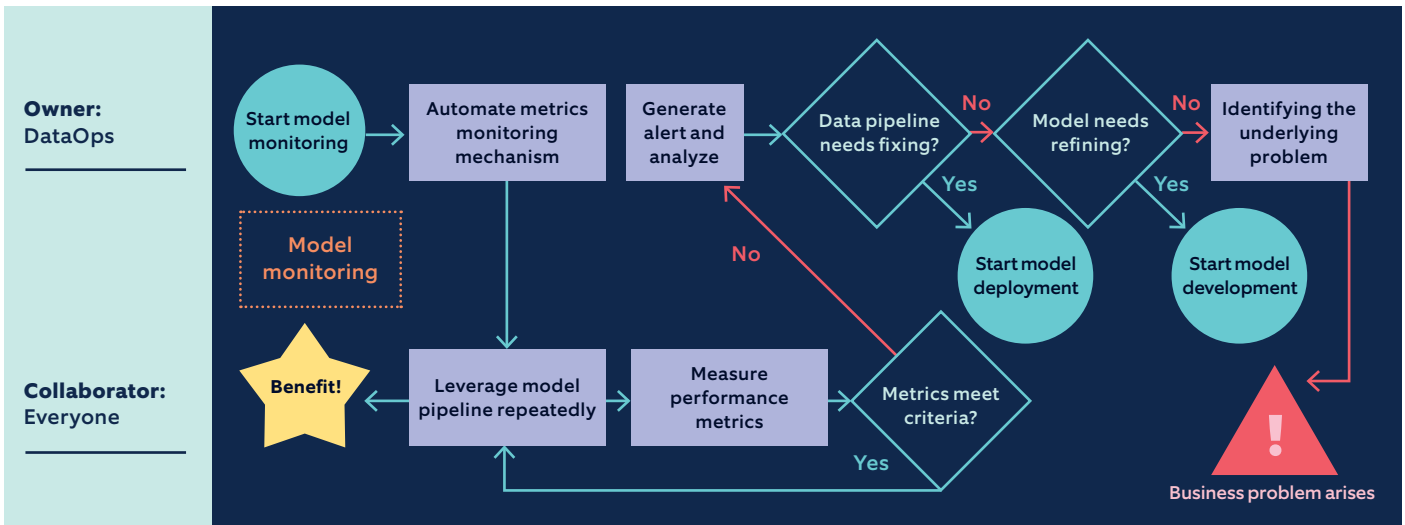 Owner:
DataOps
Start model
monitoring
Automate metrics
monitoring
mechanism
Generate
alert and
analyze
Data pipeline
needs fixing?
No
Yes
Model needs
refining?
No
Yes
Identifying the
underlying
problem
Model
monitoring
No
Start model
deployment
Start model
development
Collaborator:
Everyone
Benefit!
Leverage model
pipeline repeatedly
Measure
performance
metrics
Metrics meet
criteria?
Yes
!
Business problem arises